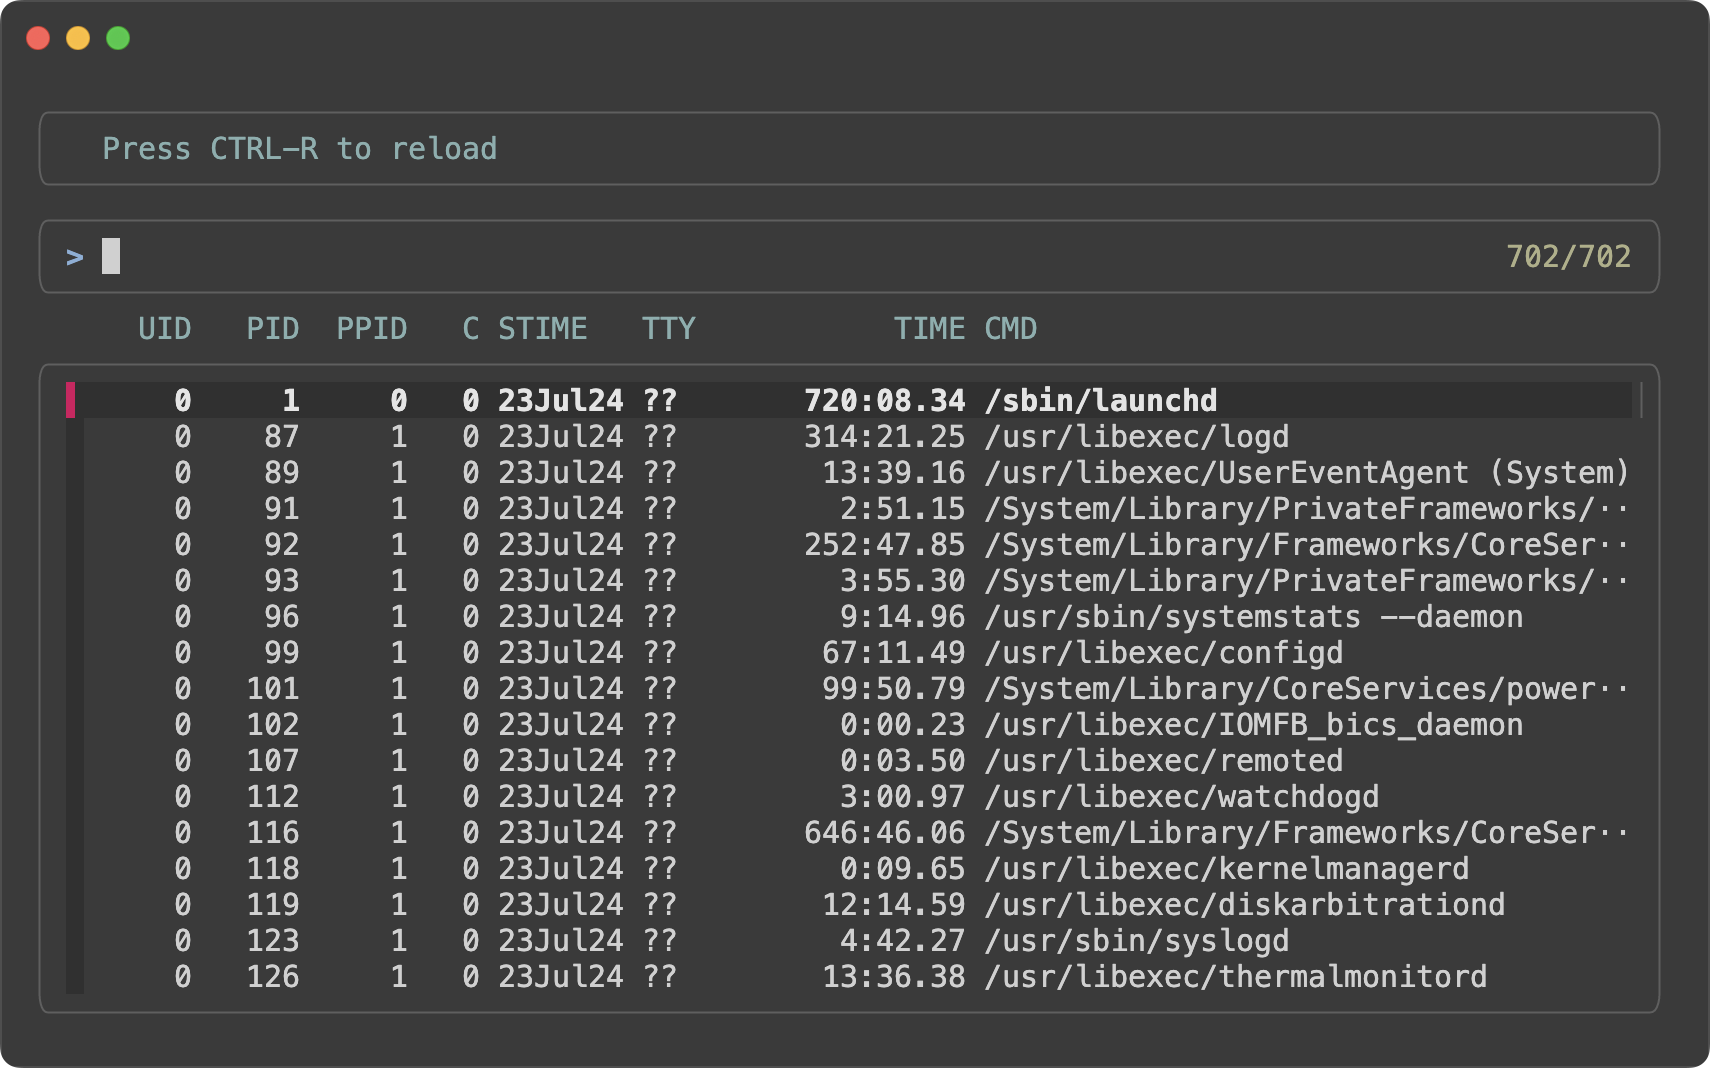 Press CTRL-R to reload
> 702/702
UID PID PPID C STIME TTY TIME CMD
0 1 0 0 23Jul24 ?? 720:08.34 /sbin/launchd
0 87 1 0 23Jul24 ?? 314:21.25 /usr/libexec/logd
0 89 1 0 23Jul24 ?? 13:39.16 /usr/libexec/UserEventAgent (System)
0 91 1 0 23Jul24 ?? 2:51.15 /System/Library/PrivateFrameworks/··
0 92 1 0 23Jul24 ?? 252:47.85 /System/Library/Frameworks/CoreSer··
0 93 1 0 23Jul24 ?? 3:55.30 /System/Library/PrivateFrameworks/··
0 96 1 0 23Jul24 ?? 9:14.96 /usr/sbin/systemstats --daemon
0 99 1 0 23Jul24 ?? 67:11.49 /usr/libexec/configd
0 101 1 0 23Jul24 ?? 99:50.79 /System/Library/CoreServices/power··
0 102 1 0 23Jul24 ?? 0:00.23 /usr/libexec/IOMFB_bics_daemon
0 107 1 0 23Jul24 ?? 0:03.50 /usr/libexec/remoted
0 112 1 0 23Jul24 ?? 3:00.97 /usr/libexec/watchdogd
0 116 1 0 23Jul24 ?? 646:46.06 /System/Library/Frameworks/CoreSer··
0 118 1 0 23Jul24 ?? 0:09.65 /usr/libexec/kernelmanagerd
0 119 1 0 23Jul24 ?? 12:14.59 /usr/libexec/diskarbitrationd
0 123 1 0 23Jul24 ?? 4:42.27 /usr/sbin/syslogd
0 126 1 0 23Jul24 ?? 13:36.38 /usr/libexec/thermalmonitord